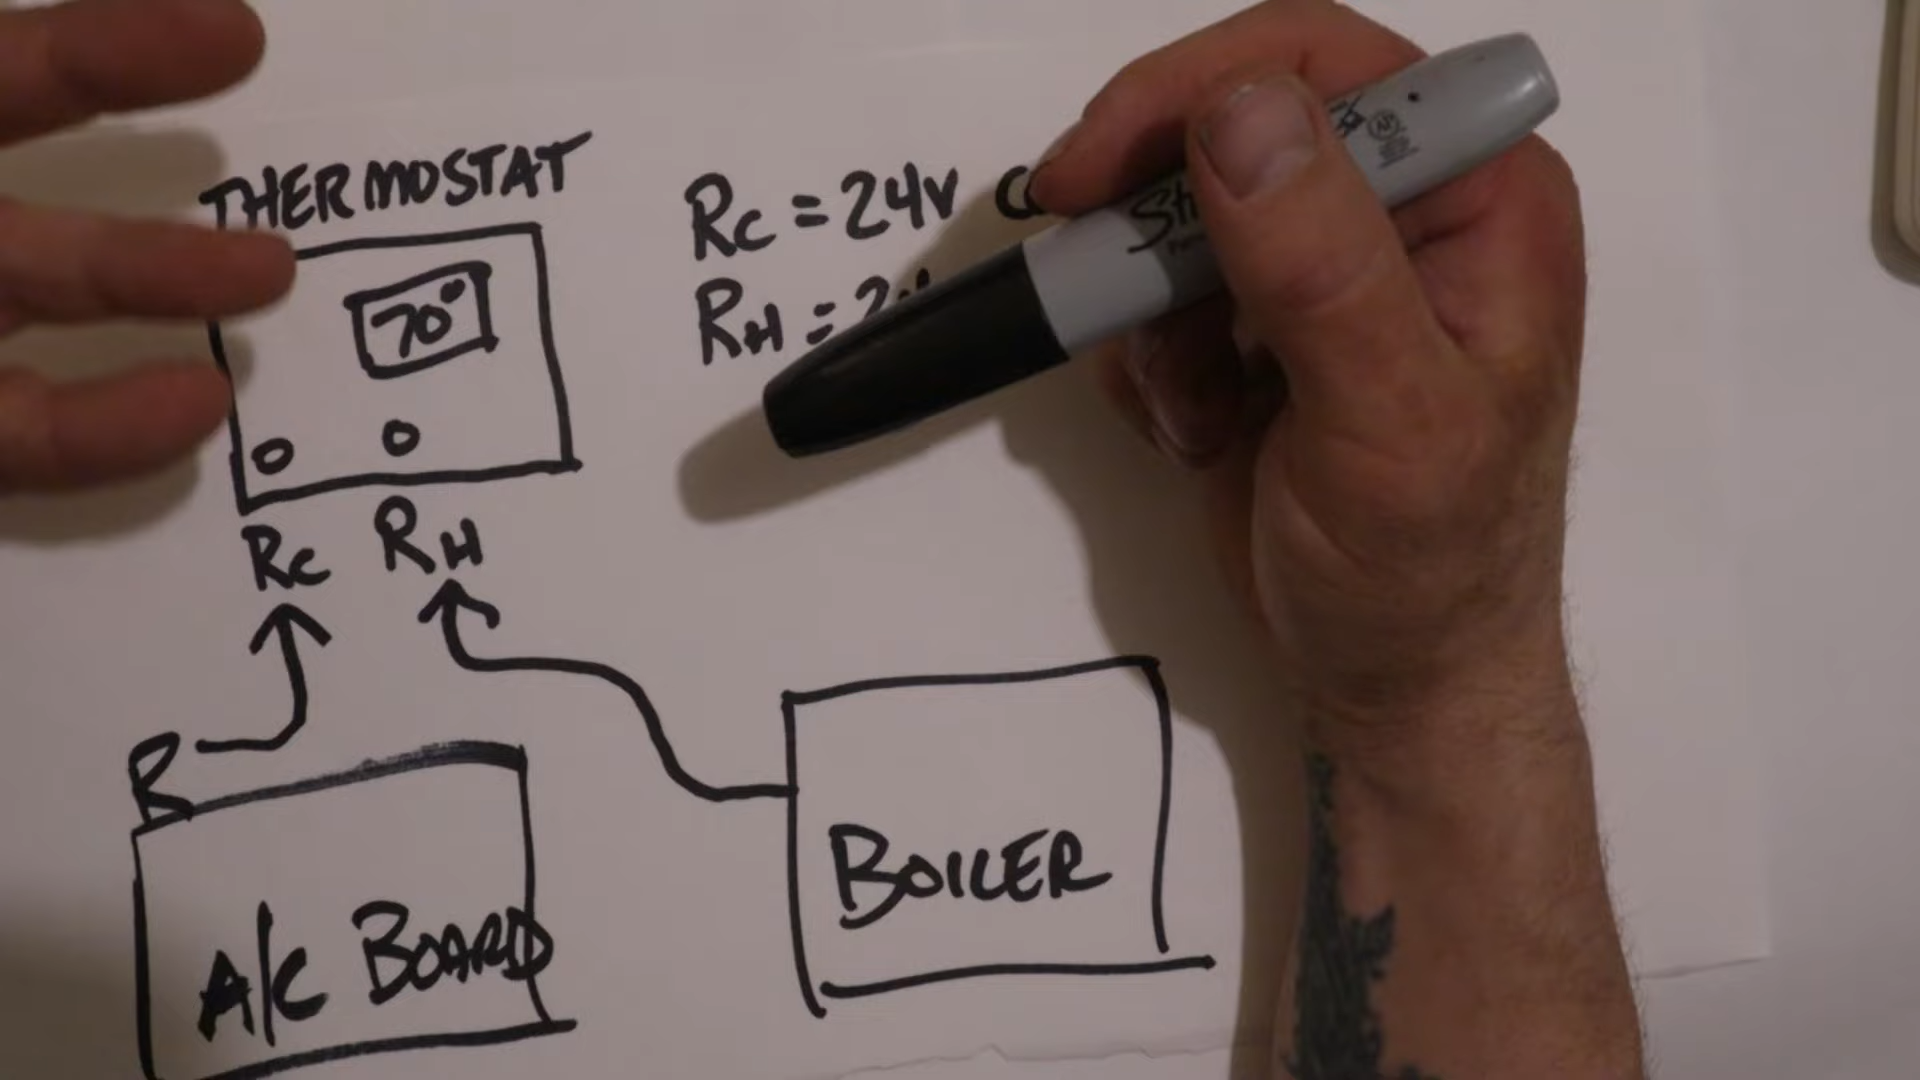 THERMOSTAT
Rc = 24V
RH =
70°
Rc RH
R
A/C BOARD
BOILER